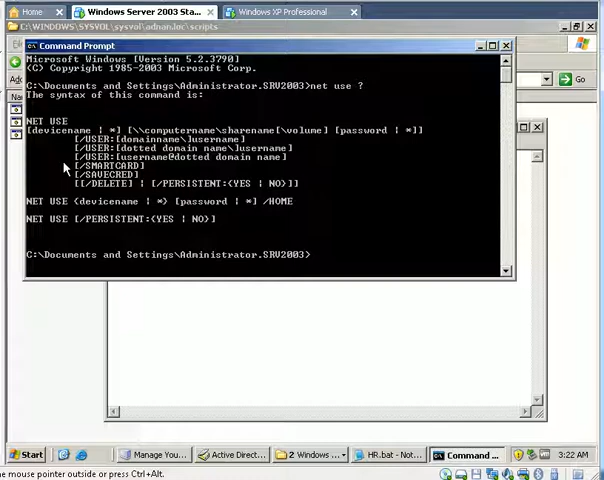 Home
Windows Server 2003 Sta...
Windows XP Professional
C:\WINDOWS\SYSVOL\sysvol\adnan.loc\scripts
Command Prompt
Go
Microsoft Windows [Version 5.2.3790]
(C) Copyright 1985-2003 Microsoft Corp.
C:\Documents and Settings\Administrator.SRV2003>net use ?
The syntax of this command is:
NET USE
[devicename | *] [\\computername\sharename[\volume] [password | *]]
[/USER:[domainname\]username]
[/USER:[dotted domain name\]username]
[/USER:[username@dotted domain name]
[/SMARTCARD]
[/SAVECRED]
[[/DELETE] | [/PERSISTENT:{YES | NO}]]
NET USE {devicename | *} [password | *] /HOME
NET USE [/PERSISTENT:{YES | NO}]
C:\Documents and Settings\Administrator.SRV2003>
Start
Manage You...
Active Direct...
2 Windows ...
HR.bat - Not...
Command ...
3:22 AM
e mouse pointer outside or press Ctrl+Alt.